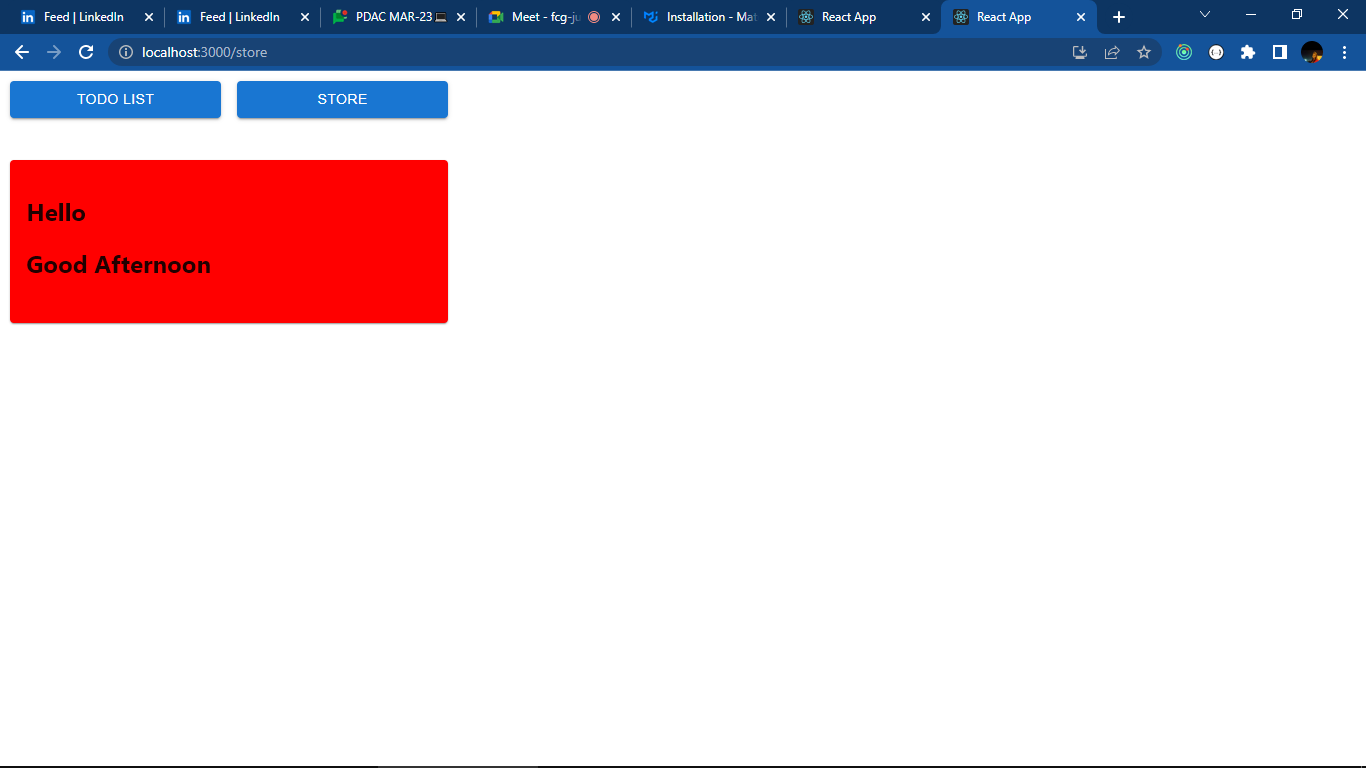 Feed | LinkedIn
Feed | LinkedIn
PDAC MAR-23
Meet - fcg-ju
Installation - Mat
React App
React App
localhost:3000/store
TODO LIST
STORE
Hello
Good Afternoon